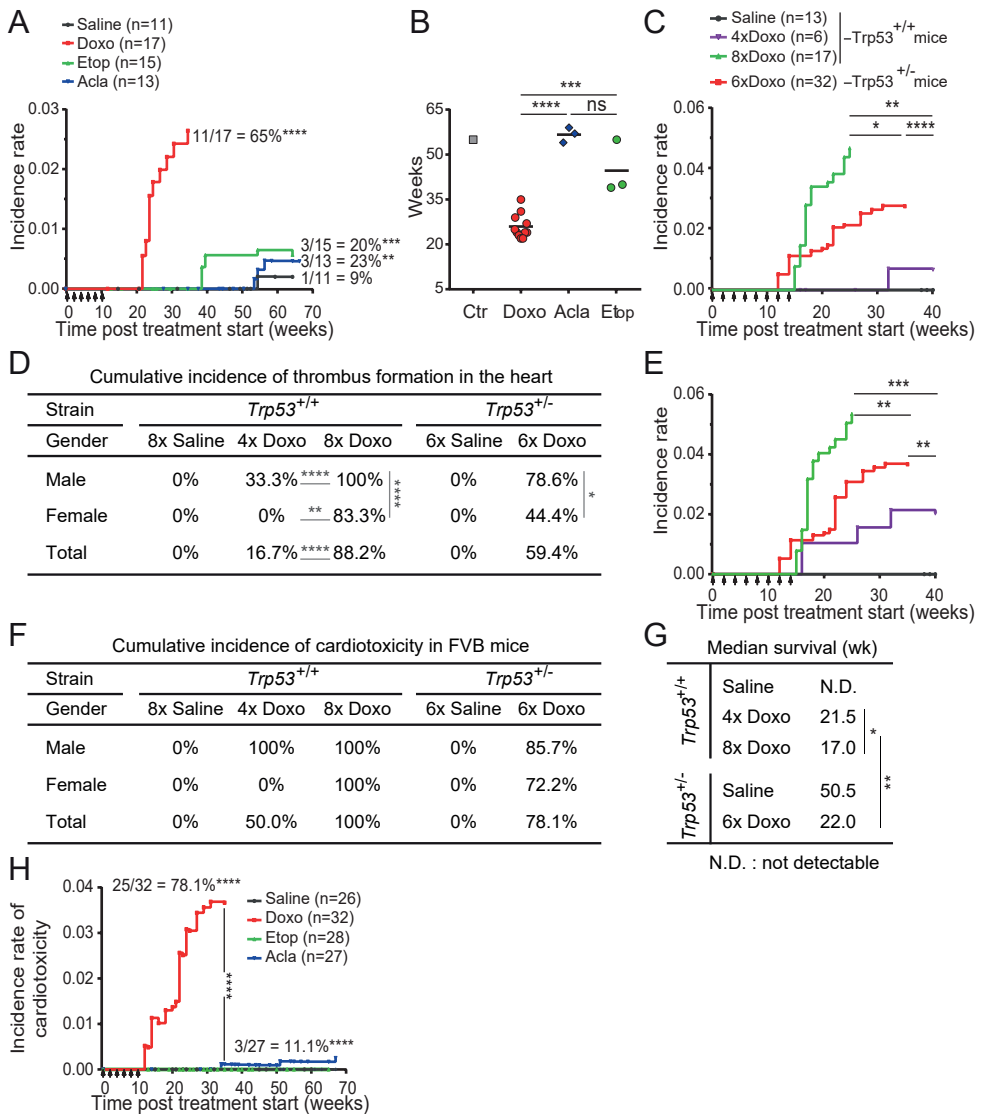 A
Saline (n=11)
Doxo (n=17)
Etop (n=15)
Acla (n=13)
Incidence rate
0.03
0.02
0.01
0.00
11/17 = 65%****
3/15 = 20%***
3/13 = 23%**
1/11 = 9%
0 10 20 30 40 50 60 70
Time post treatment start (weeks)
B
Weeks
65
50
35
20
5
***
**** ns
Ctr Doxo Acla Etop
C
Saline (n=13)
4xDoxo (n=6)
8xDoxo (n=17)
–Trp53+/+ mice
6xDoxo (n=32) –Trp53+/- mice
Incidence rate
0.06
0.04
0.02
0.00
**
* ****
0 10 20 30 40
Time post treatment start (weeks)
D
Cumulative incidence of thrombus formation in the heart
Strain Trp53+/+ Trp53+/-
Gender 8x Saline 4x Doxo 8x Doxo 6x Saline 6x Doxo
Male 0% 33.3% **** 100% 0% 78.6%
**** *
Female 0% 0% ** 83.3% 0% 44.4%
Total 0% 16.7% **** 88.2% 0% 59.4%
E
Incidence rate
0.06
0.04
0.02
0.00
***
**
**
0 10 20 30 40
Time post treatment start (weeks)
F
Cumulative incidence of cardiotoxicity in FVB mice
Strain Trp53+/+ Trp53+/-
Gender 8x Saline 4x Doxo 8x Doxo 6x Saline 6x Doxo
Male 0% 100% 100% 0% 85.7%
Female 0% 0% 100% 0% 72.2%
Total 0% 50.0% 100% 0% 78.1%
G
Median survival (wk)
Trp53+/+
Saline N.D.
4x Doxo 21.5
*
8x Doxo 17.0
**
Trp53+/-
Saline 50.5
6x Doxo 22.0
N.D. : not detectable
H
Incidence rate of
cardiotoxicity
0.04
0.03
0.02
0.01
0.00
25/32 = 78.1%****
Saline (n=26)
Doxo (n=32)
Etop (n=28)
Acla (n=27)
****
3/27 = 11.1%****
0 10 20 30 40 50 60 70
Time post treatment start (weeks)